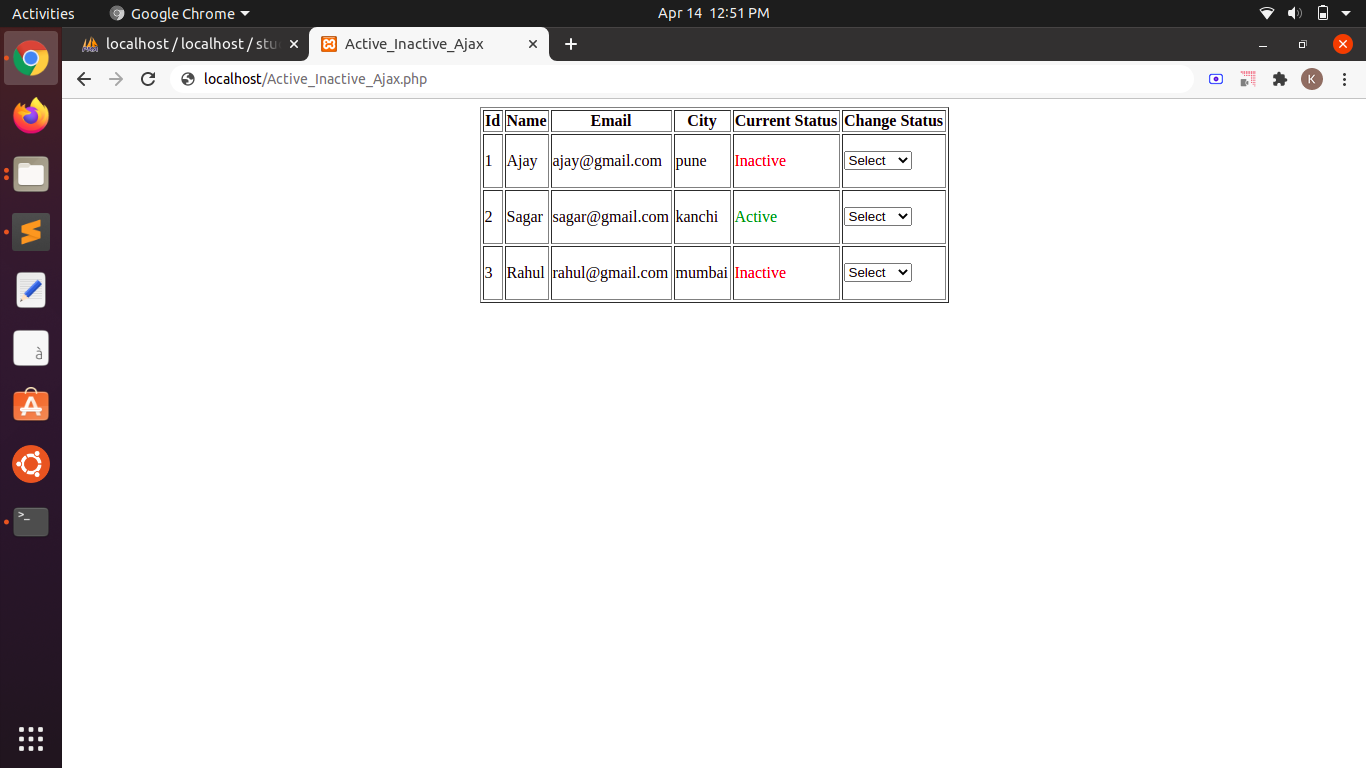 Activities Google Chrome Apr 14 12:51 PM
localhost / localhost / stu Active_Inactive_Ajax
localhost/Active_Inactive_Ajax.php K
Id Name Email City Current Status Change Status
1 Ajay ajay@gmail.com pune Inactive Select
2 Sagar sagar@gmail.com kanchi Active Select
3 Rahul rahul@gmail.com mumbai Inactive Select
à
>_